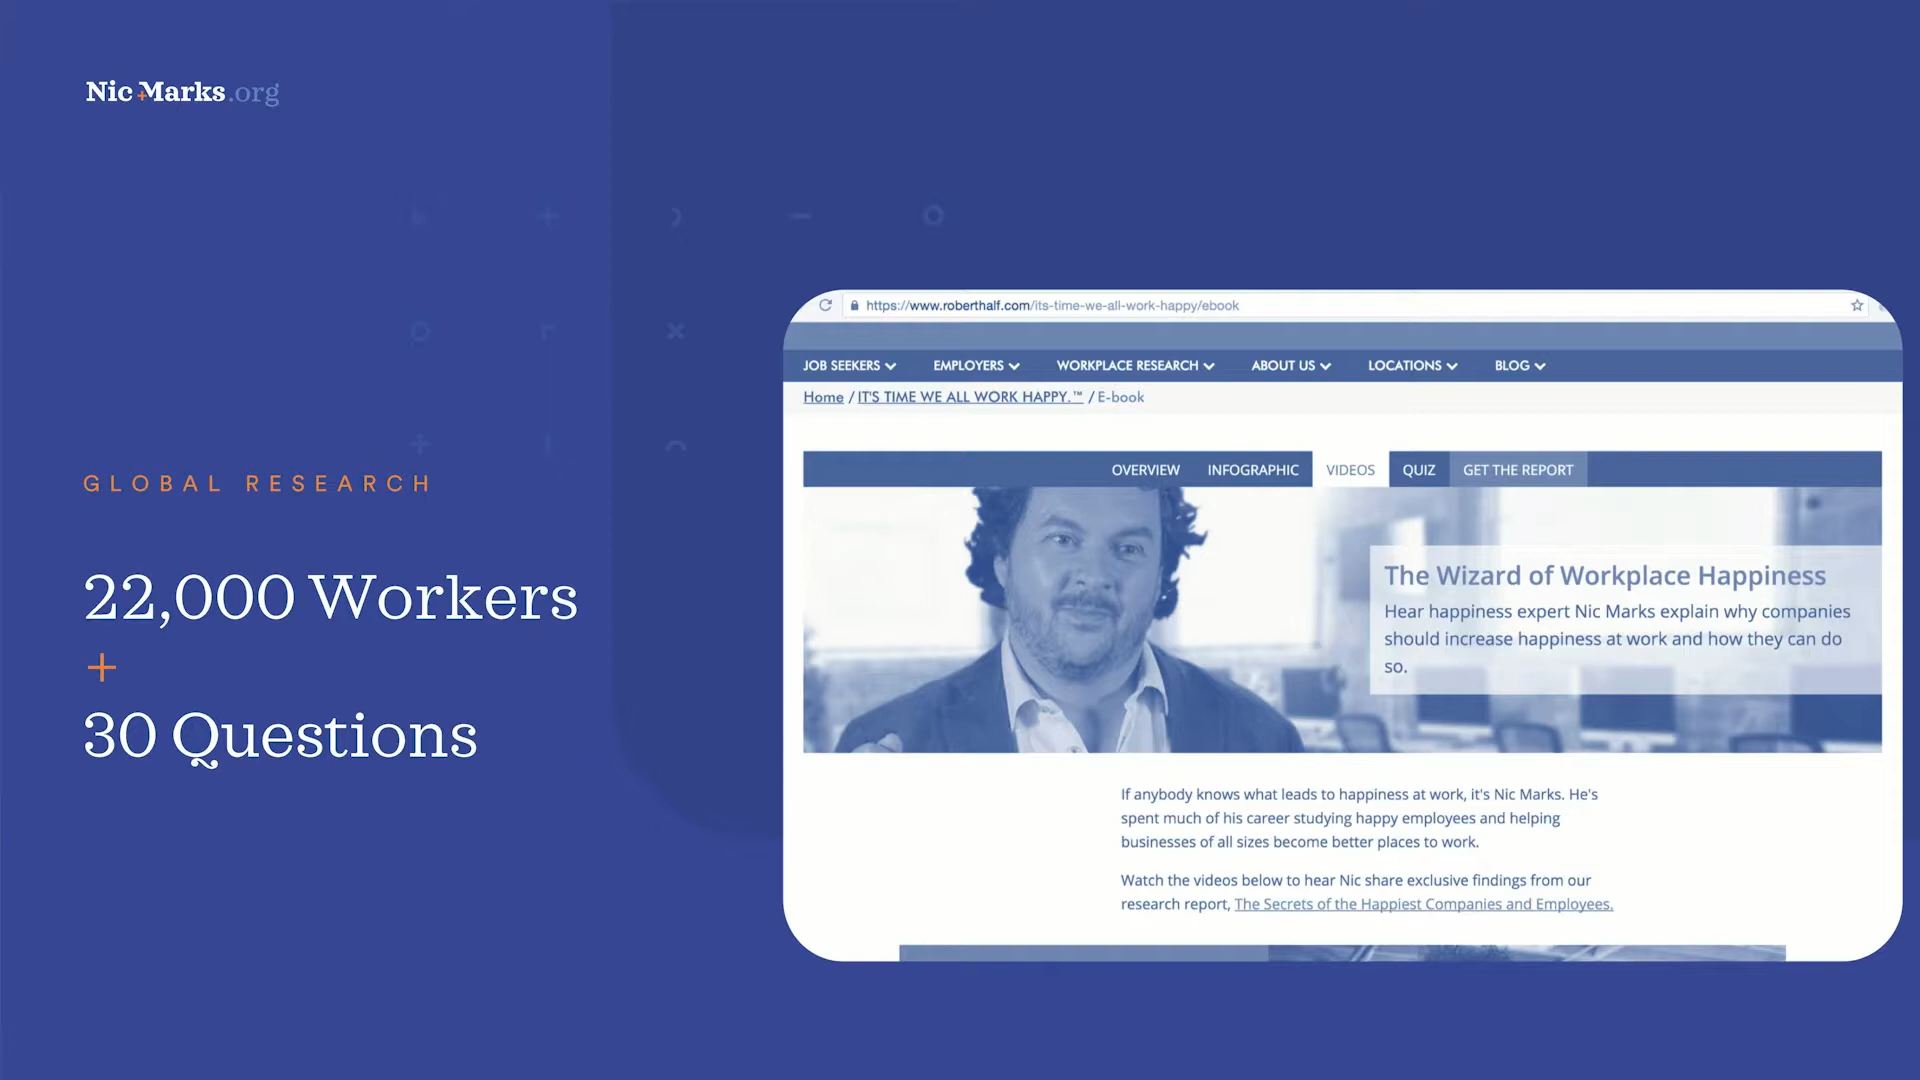 Nic Marks.org
GLOBAL RESEARCH
22,000 Workers
+
30 Questions
https://www.roberthalf.com/its-time-we-all-work-happy/ebook
JOB SEEKERS EMPLOYERS WORKPLACE RESEARCH ABOUT US LOCATIONS BLOG
Home / IT'S TIME WE ALL WORK HAPPY.™ / E-book
OVERVIEW INFOGRAPHIC VIDEOS QUIZ GET THE REPORT
The Wizard of Workplace Happiness
Hear happiness expert Nic Marks explain why companies
should increase happiness at work and how they can do
so.
If anybody knows what leads to happiness at work, it's Nic Marks. He's
spent much of his career studying happy employees and helping
businesses of all sizes become better places to work.
Watch the videos below to hear Nic share exclusive findings from our
research report, The Secrets of the Happiest Companies and Employees.